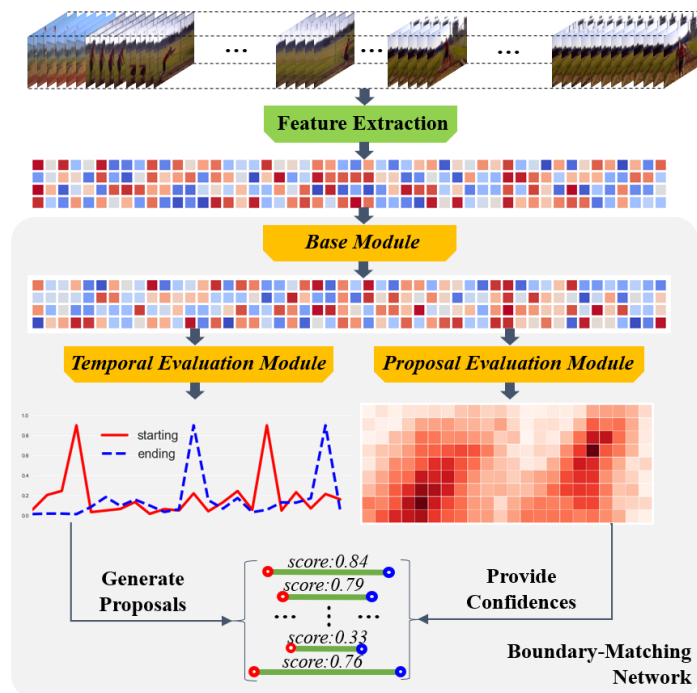 ...
...
...
Feature Extraction
Base Module
Temporal Evaluation Module
Proposal Evaluation Module
1.0
0.8
0.6
0.4
0.2
0.0
starting
ending
Generate
Proposals
score:0.84
score:0.79
...
...
score:0.33
score:0.76
Provide
Confidences
Boundary-Matching
Network